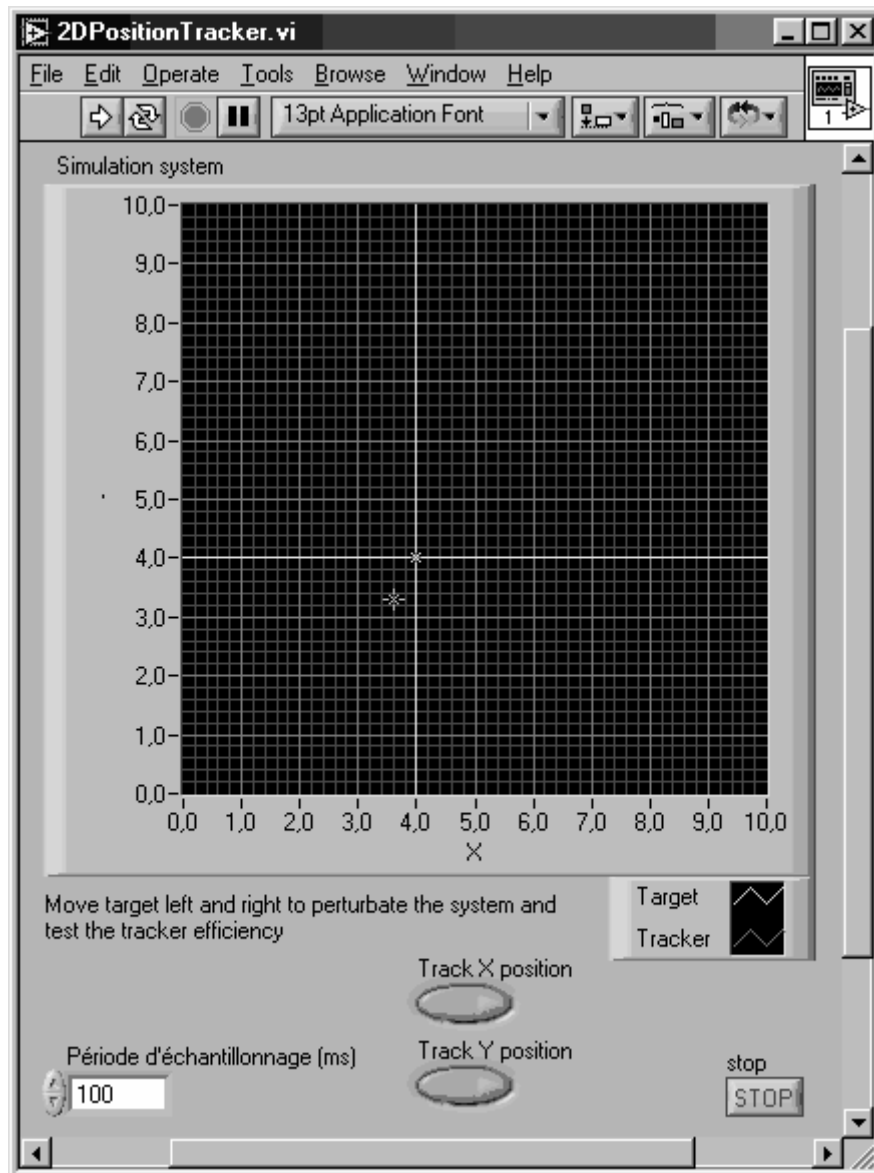 2DPositionTracker.vi
File Edit Operate Tools Browse Window Help
13pt Application Font
1
Simulation system
10,0
9,0
8,0
7,0
6,0
5,0
4,0
3,0
2,0
1,0
0,0
0,0 1,0 2,0 3,0 4,0 5,0 6,0 7,0 8,0 9,0 10,0
X
Move target left and right to perturbate the system and
test the tracker efficiency
Target
Tracker
Track X position
Track Y position
Période d'échantillonnage (ms)
100
stop
STOP